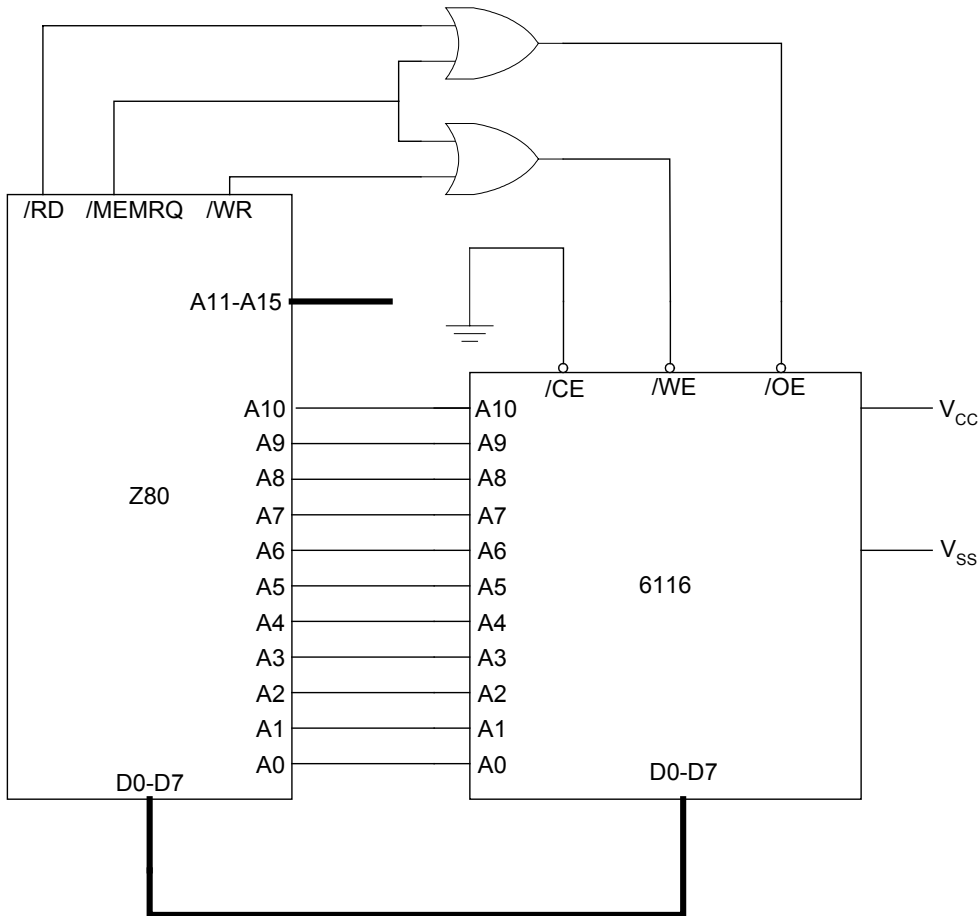 /RD /MEMRQ /WR
A11-A15
/CE /WE /OE
A10 A10
V_CC
A9 A9
A8 A8
Z80
A7 A7
A6 A6
V_SS
A5 A5
6116
A4 A4
A3 A3
A2 A2
A1 A1
A0 A0
D0-D7 D0-D7